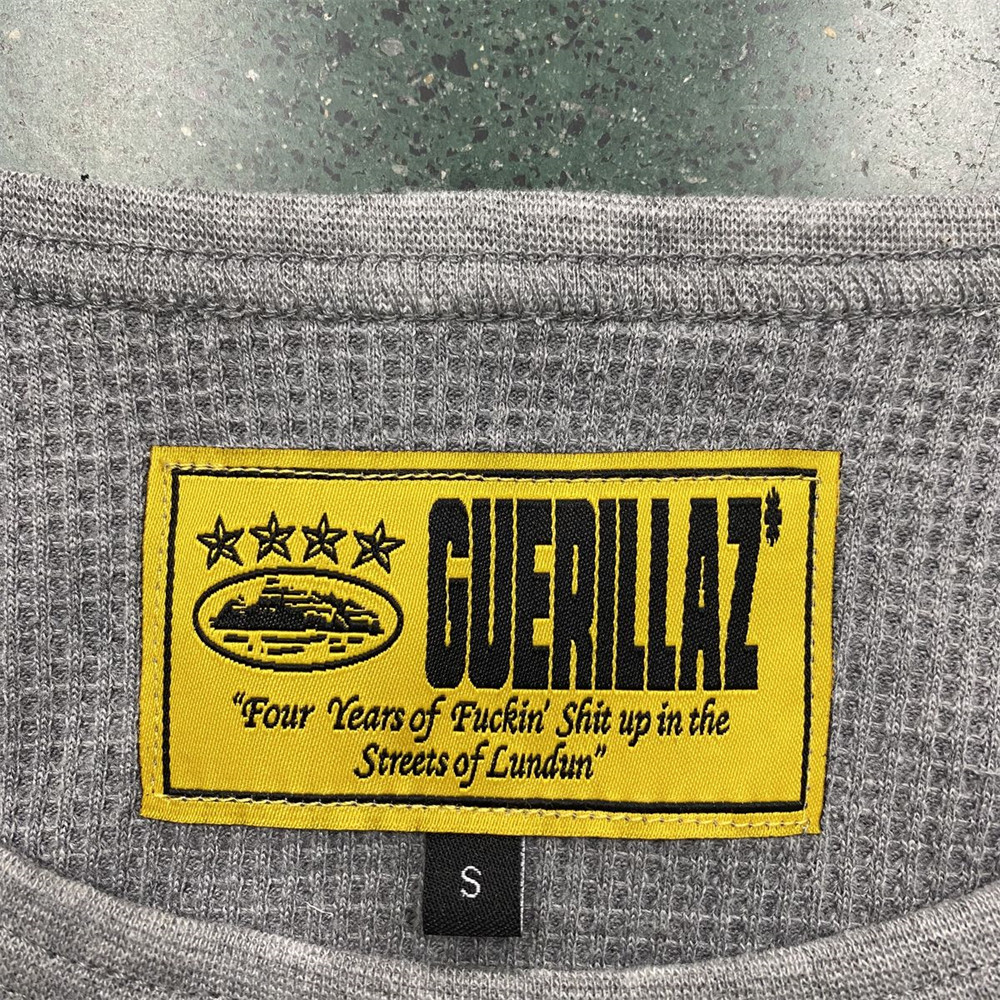 GUERILLAZ*
“Four Years of Fuckin' Shit up in the
Streets of Lundun”
S